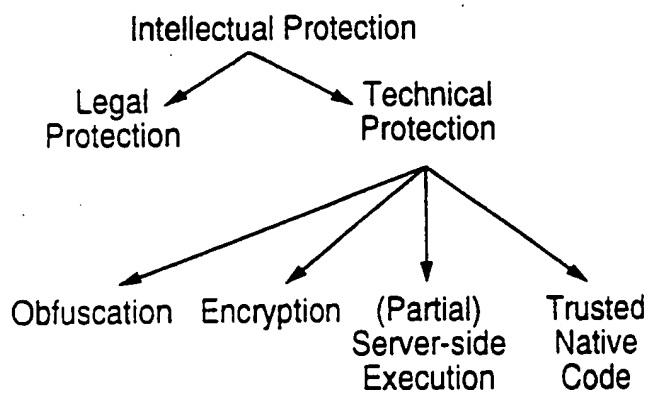 Intellectual Protection
Legal
Protection
Technical
Protection
Obfuscation
Encryption
(Partial)
Server-side
Execution
Trusted
Native
Code